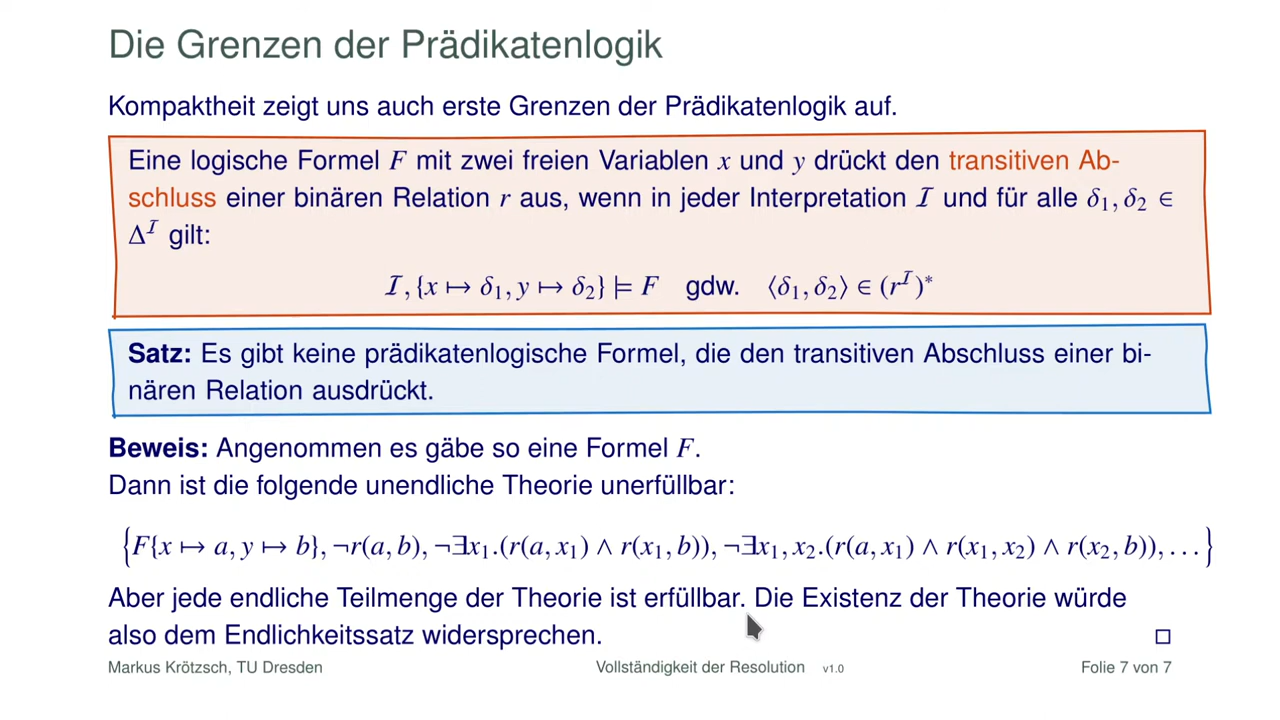 Die Grenzen der Prädikatenlogik
Kompaktheit zeigt uns auch erste Grenzen der Prädikatenlogik auf.
Eine logische Formel F mit zwei freien Variablen x und y drückt den transitiven Ab-
schluss einer binären Relation r aus, wenn in jeder Interpretation ℐ und für alle δ₁, δ₂ ∈
Δ^ℐ gilt:
ℐ, {x ↦ δ₁, y ↦ δ₂} ⊨ F gdw. ⟨δ₁, δ₂⟩ ∈ (r^ℐ)*
Satz: Es gibt keine prädikatenlogische Formel, die den transitiven Abschluss einer bi-
nären Relation ausdrückt.
Beweis: Angenommen es gäbe so eine Formel F.
Dann ist die folgende unendliche Theorie unerfüllbar:
{F{x ↦ a, y ↦ b}, ¬r(a, b), ¬∃x₁.(r(a, x₁) ∧ r(x₁, b)), ¬∃x₁, x₂.(r(a, x₁) ∧ r(x₁, x₂) ∧ r(x₂, b)), . . .}
Aber jede endliche Teilmenge der Theorie ist erfüllbar. Die Existenz der Theorie würde
also dem Endlichkeitssatz widersprechen. □
Markus Krötzsch, TU Dresden Vollständigkeit der Resolution v1.0 Folie 7 von 7